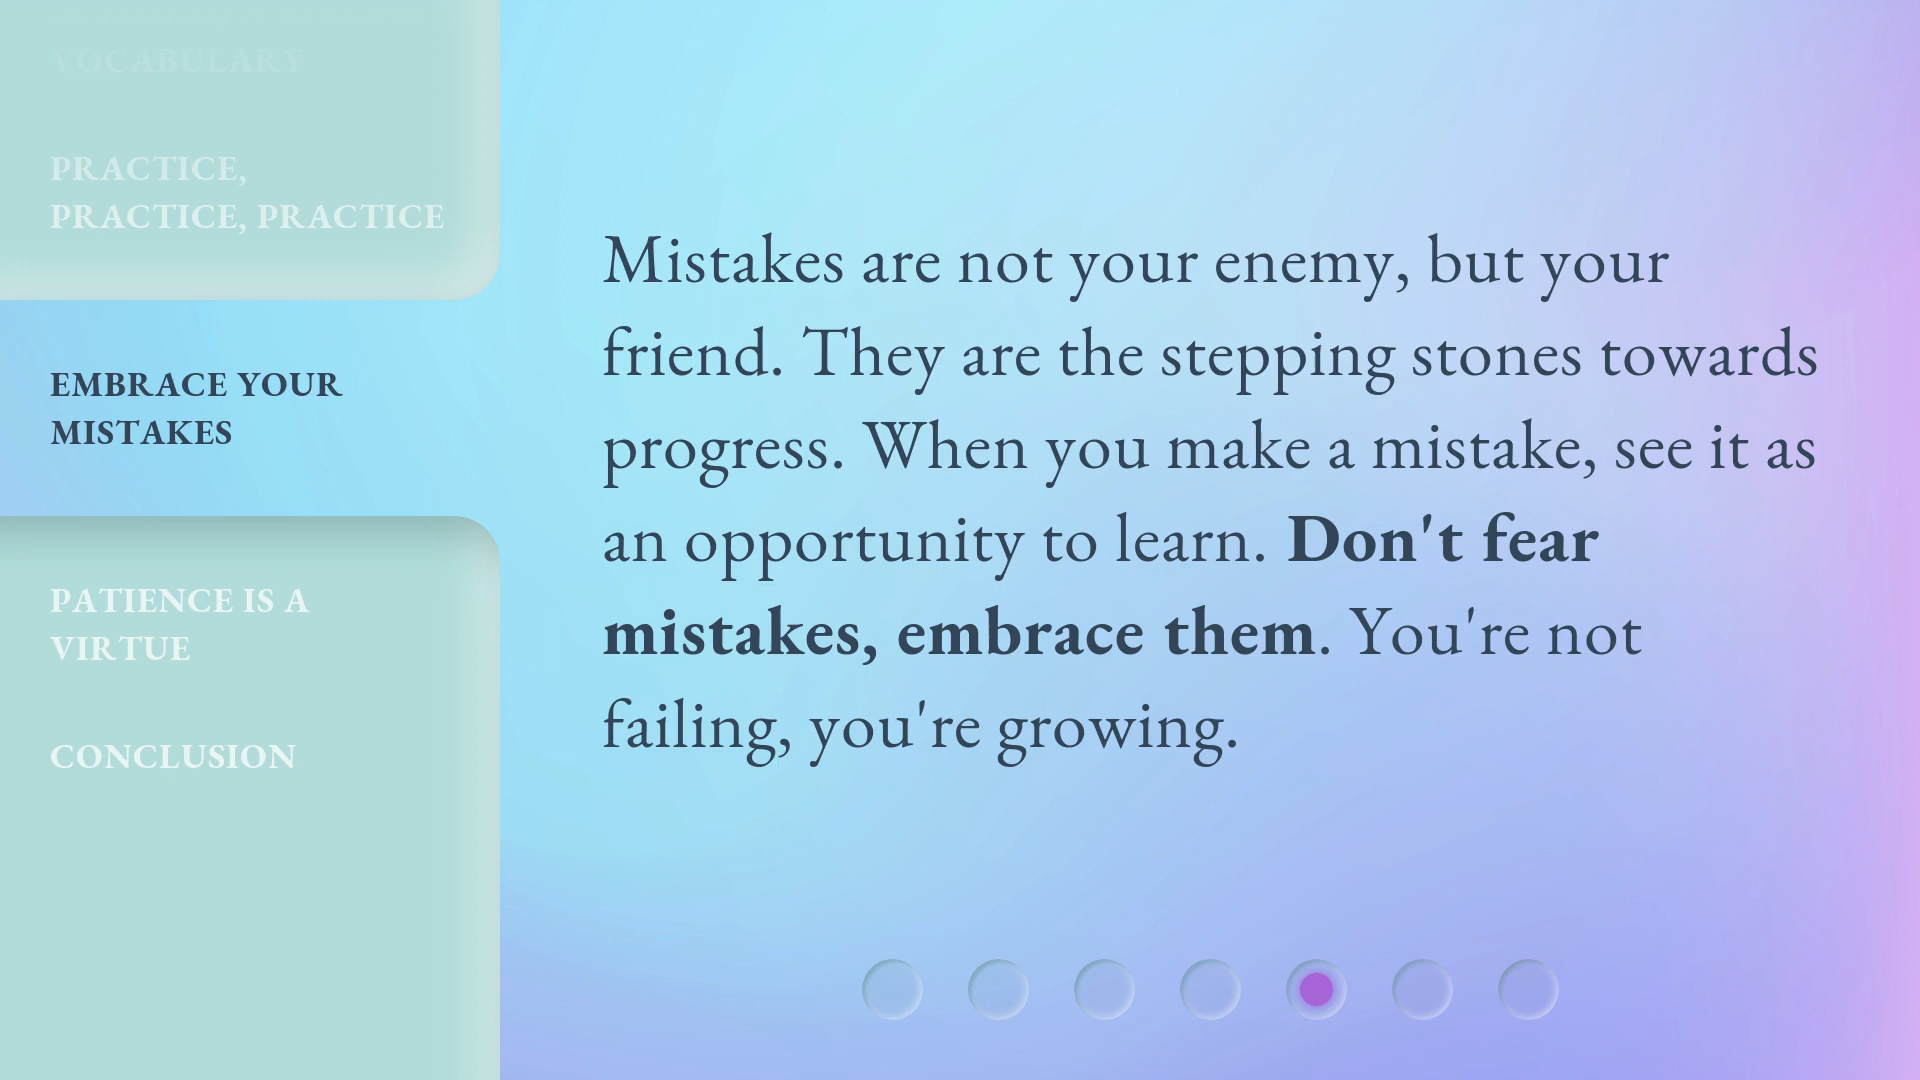 VOCABULARY
PRACTICE,
PRACTICE, PRACTICE
EMBRACE YOUR
MISTAKES
PATIENCE IS A
VIRTUE
CONCLUSION
Mistakes are not your enemy, but your
friend. They are the stepping stones towards
progress. When you make a mistake, see it as
an opportunity to learn. Don't fear
mistakes, embrace them. You're not
failing, you're growing.